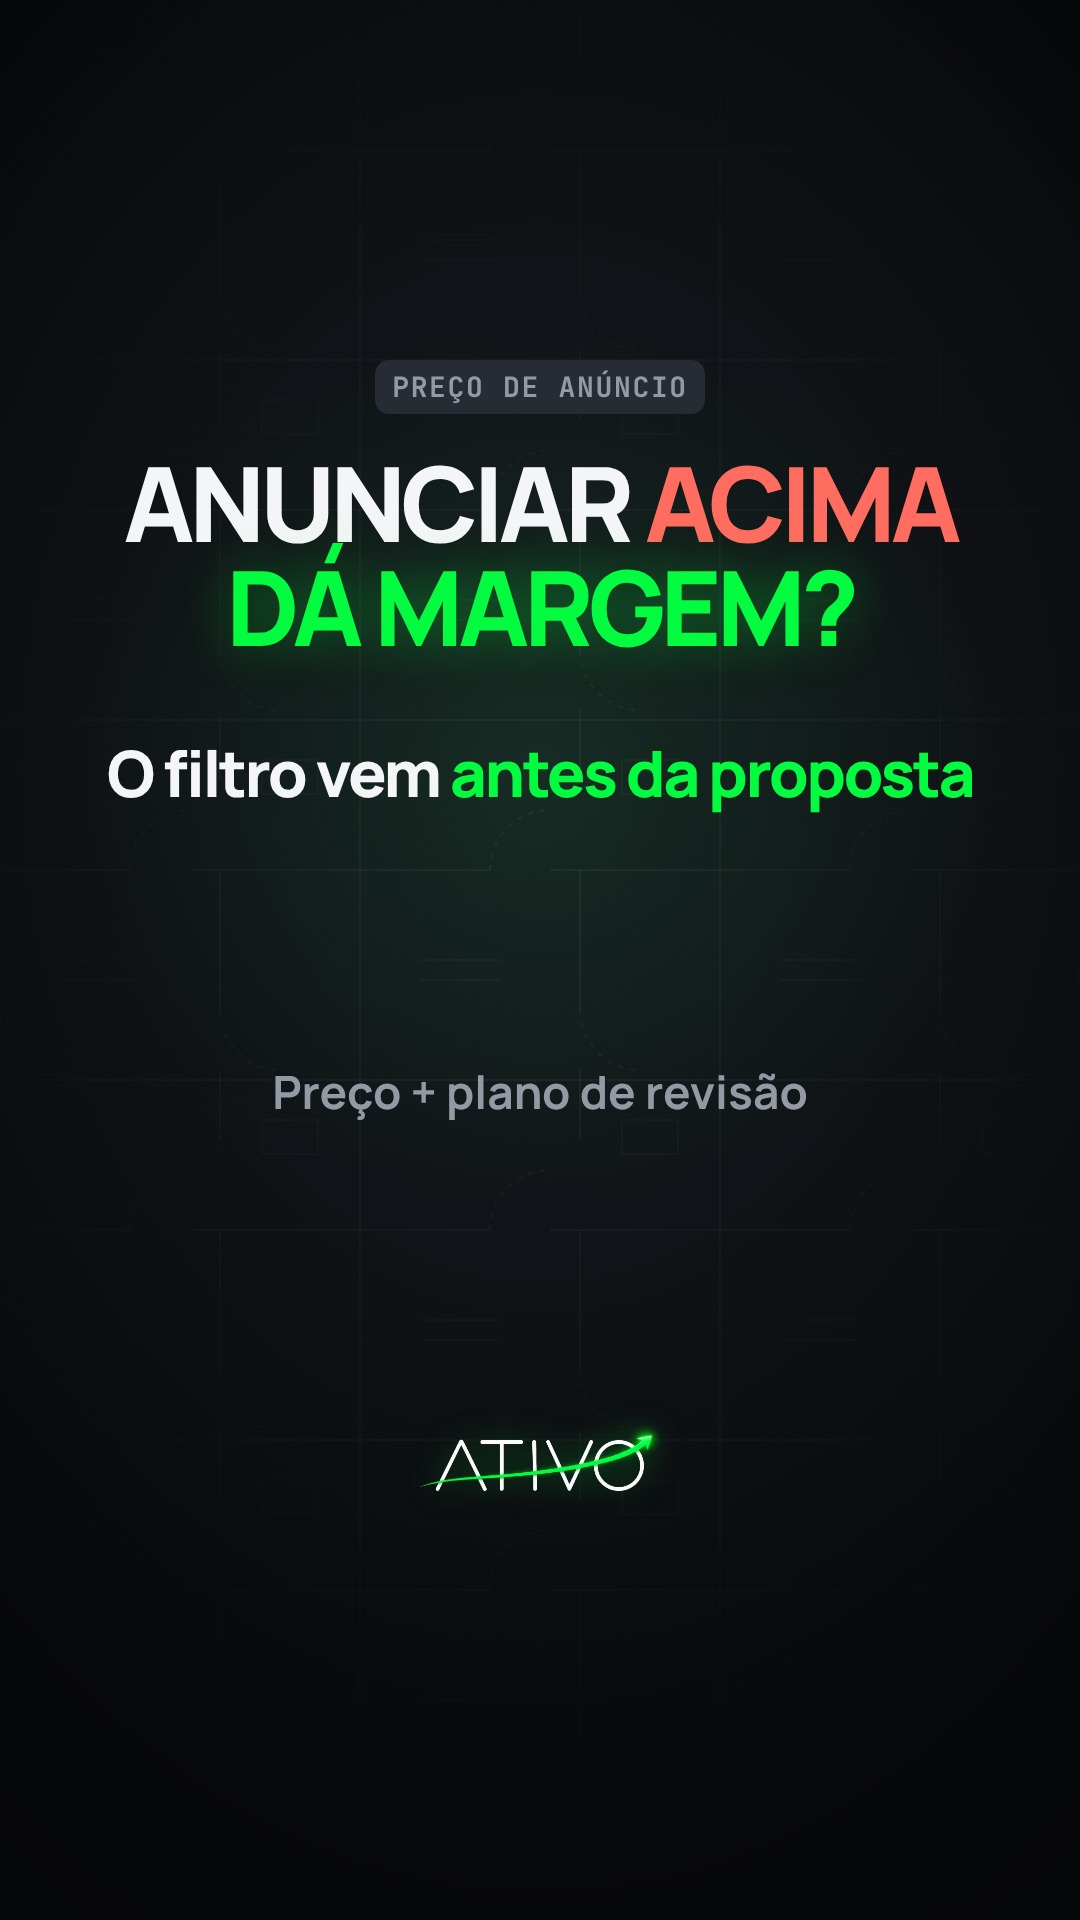 PREÇO DE ANÚNCIO
ANUNCIAR ACIMA
DÁ MARGEM?
O filtro vem antes da proposta
Preço + plano de revisão
ATIVO